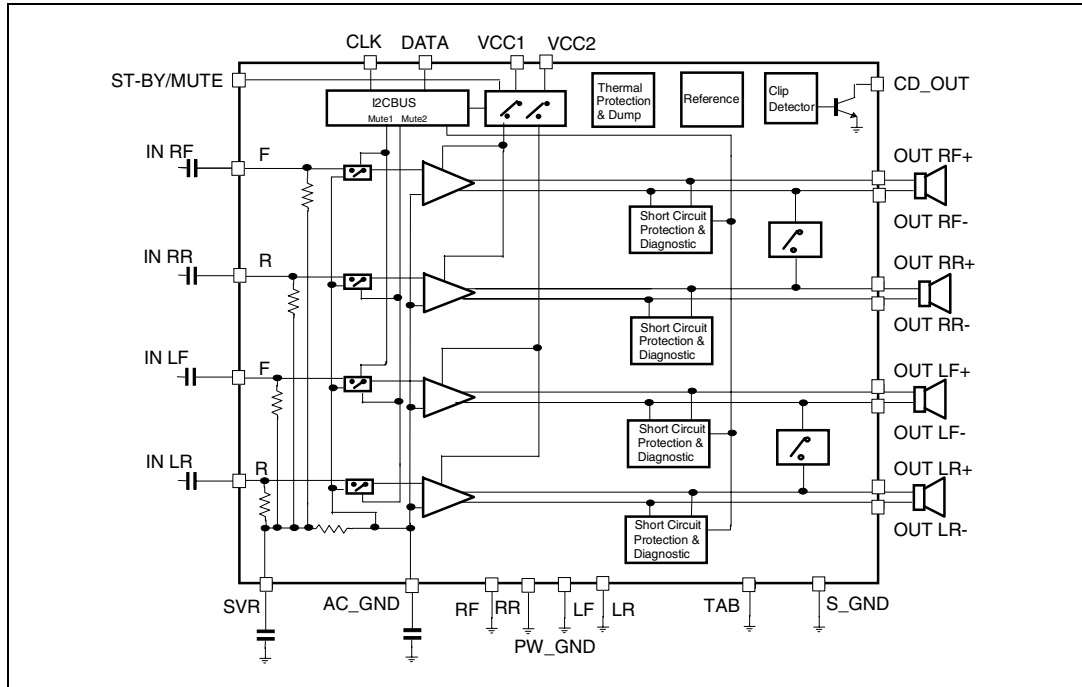 CLK DATA VCC1 VCC2
ST-BY/MUTE
I2CBUS
Mute1 Mute2
Thermal
Protection
& Dump
Reference
Clip
Detector
CD_OUT
IN RF
F
OUT RF+
Short Circuit
Protection &
Diagnostic
OUT RF-
IN RR
R
OUT RR+
Short Circuit
Protection &
Diagnostic
OUT RR-
IN LF
F
OUT LF+
Short Circuit
Protection &
Diagnostic
OUT LF-
IN LR
R
OUT LR+
Short Circuit
Protection &
Diagnostic
OUT LR-
SVR
AC_GND
RF RR LF LR
PW_GND
TAB
S_GND